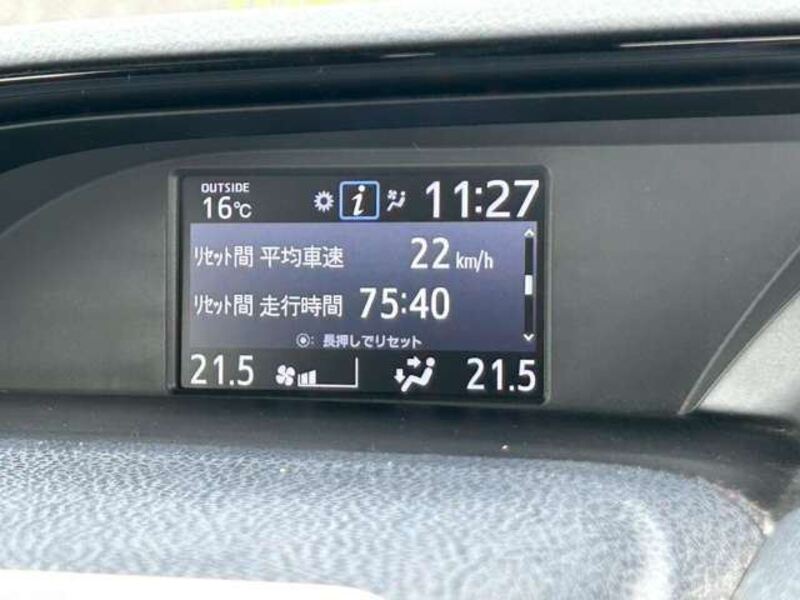 OUTSIDE
16℃ i 11:27
ﾘｾｯﾄ間 平均車速 22 km/h
ﾘｾｯﾄ間 走行時間 75:40
◉: 長押しでリセット
21.5 21.5